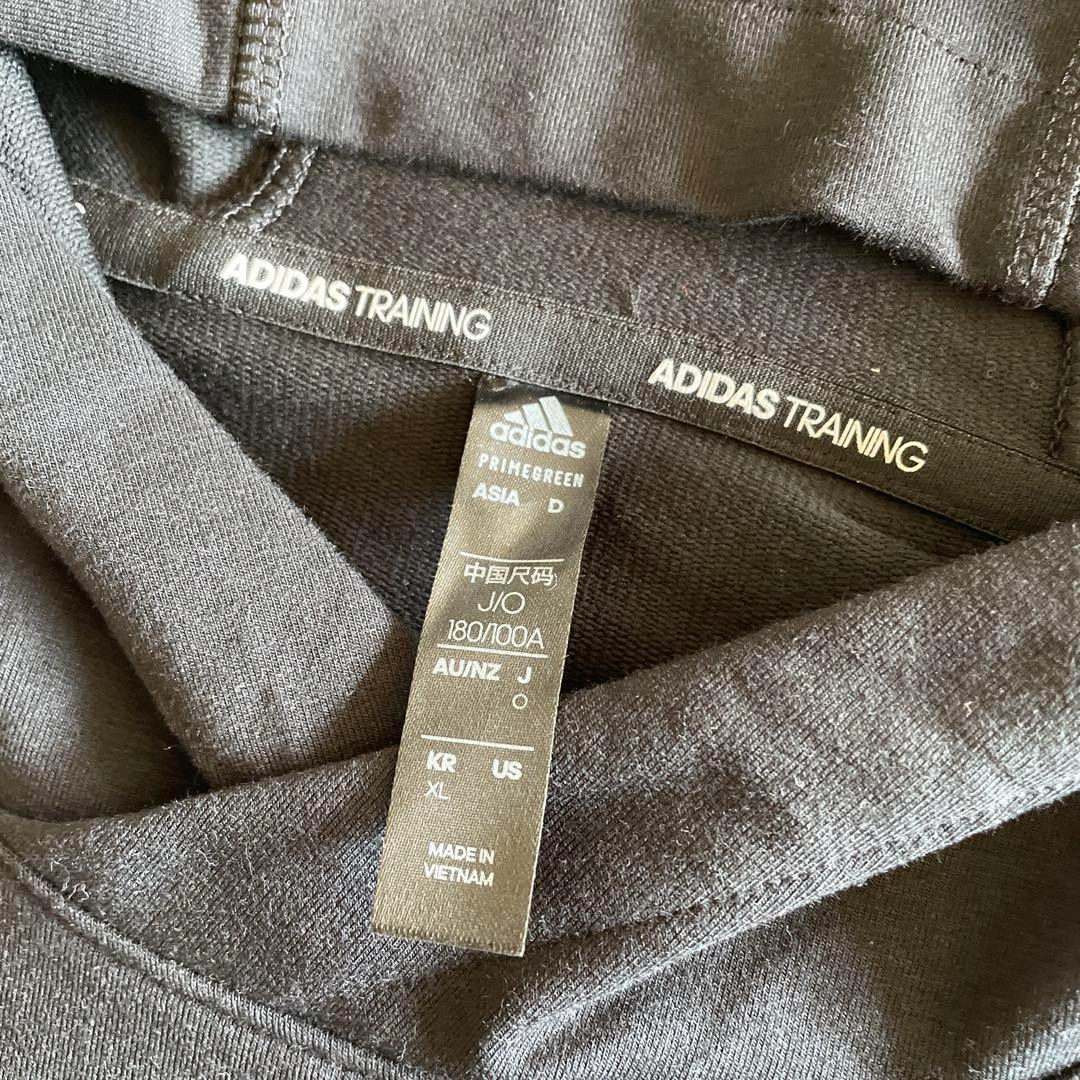 ADIDAS TRAINING
ADIDAS TRAINING
adidas
PRIMEGREEN
ASIA D
中国尺码
J/O
180/100A
AU/NZ J
O
KR US
XL
MADE IN
VIETNAM